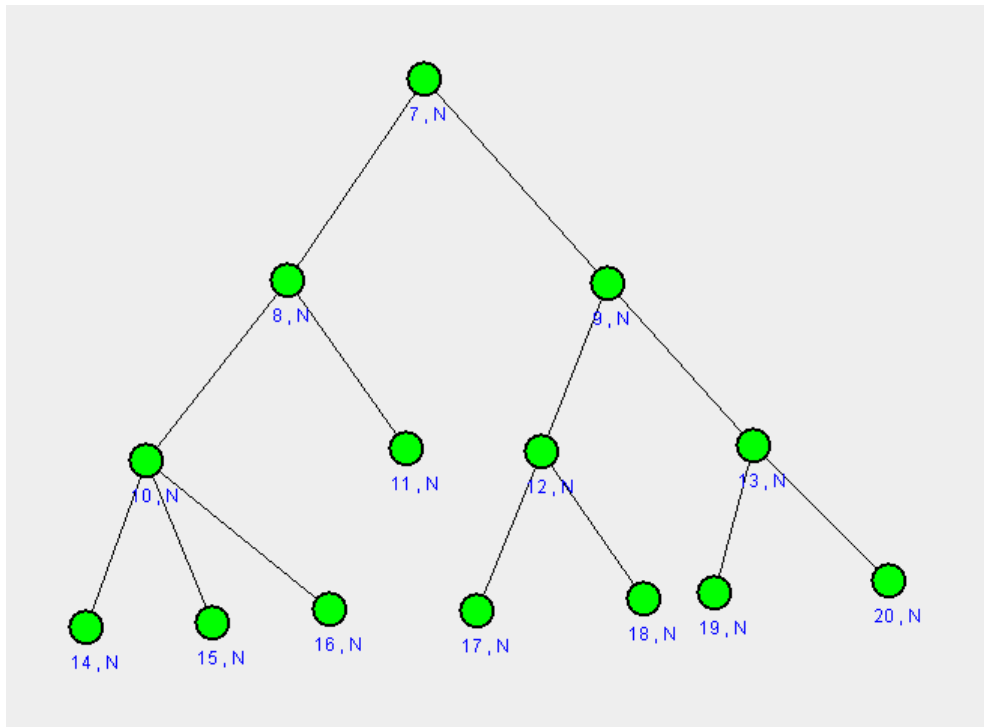 7, N
8, N
9, N
10, N
11, N
12, N
13, N
14, N
15, N
16, N
17, N
18, N
19, N
20, N